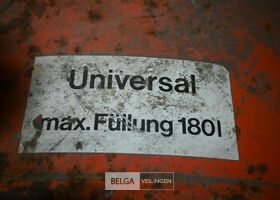 Universal
max. Füllung 180 l
BELGA VEILINGEN